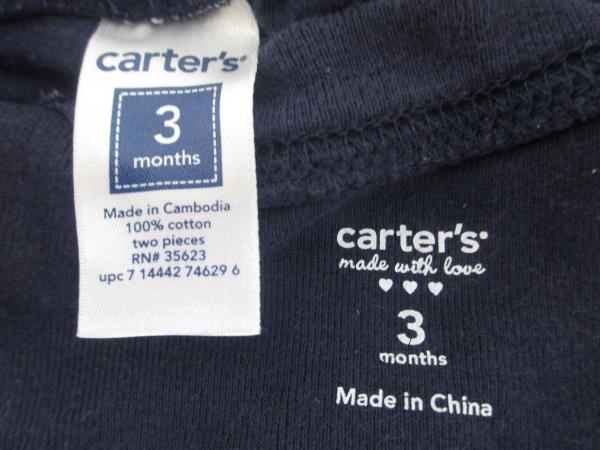 carter's
3
months
Made in Cambodia
100% cotton
two pieces
RN# 35623
upc 7 14442 74629 6
carter's
made with love
3
months
Made in China